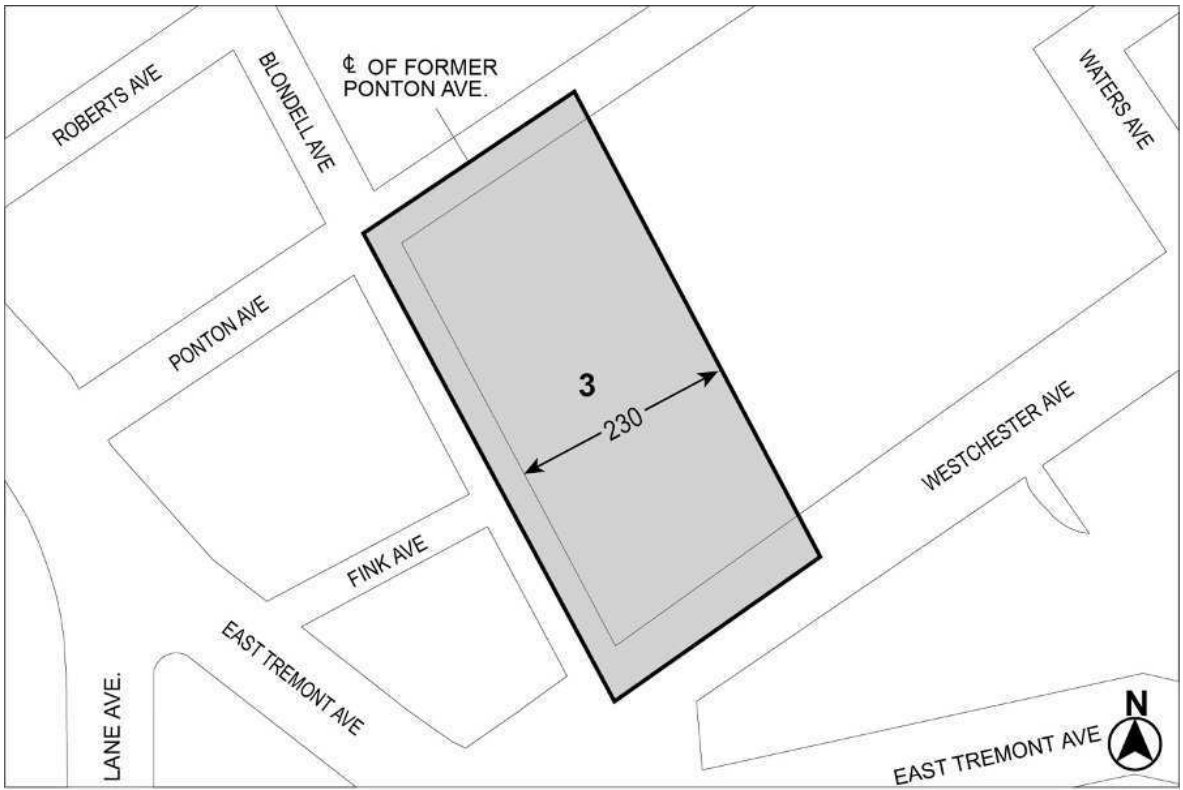 ℄ OF FORMER
PONTON AVE.
ROBERTS AVE
BLONDELL AVE
WATERS AVE
PONTON AVE
3
230
WESTCHESTER AVE
FINK AVE
EAST TREMONT AVE
LANE AVE.
N
EAST TREMONT AVE